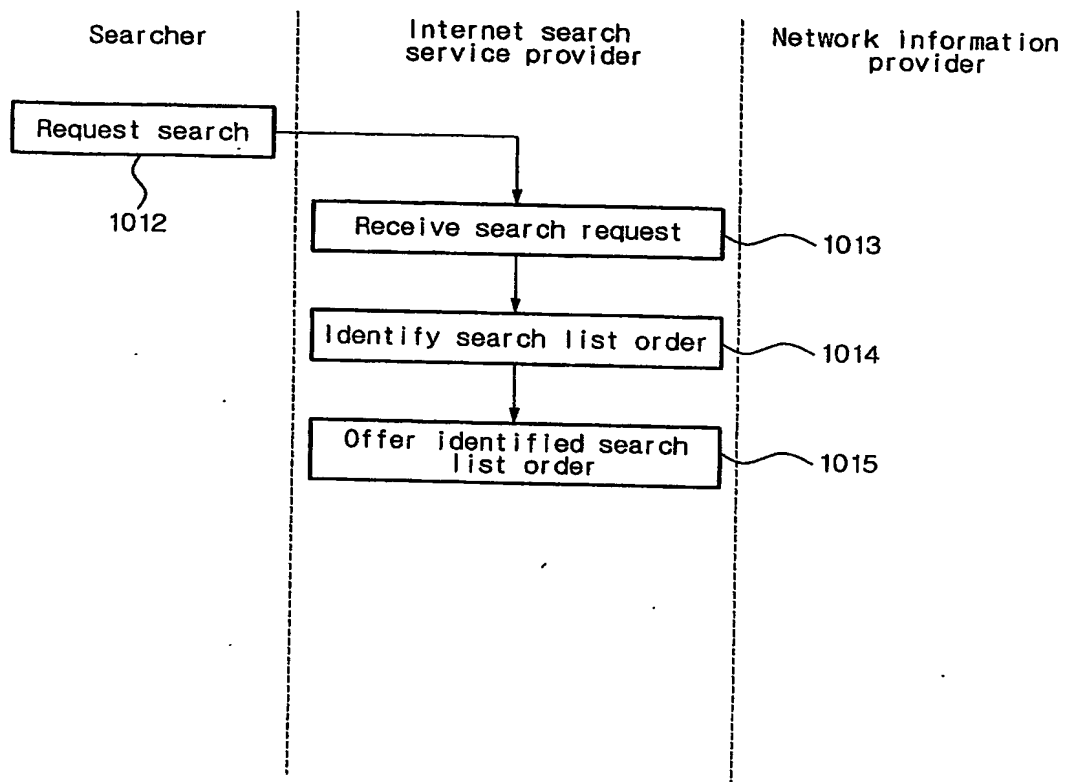 Searcher
Internet search
service provider
Network information
provider
Request search
1012
Receive search request
1013
Identify search list order
1014
Offer identified search
list order
1015